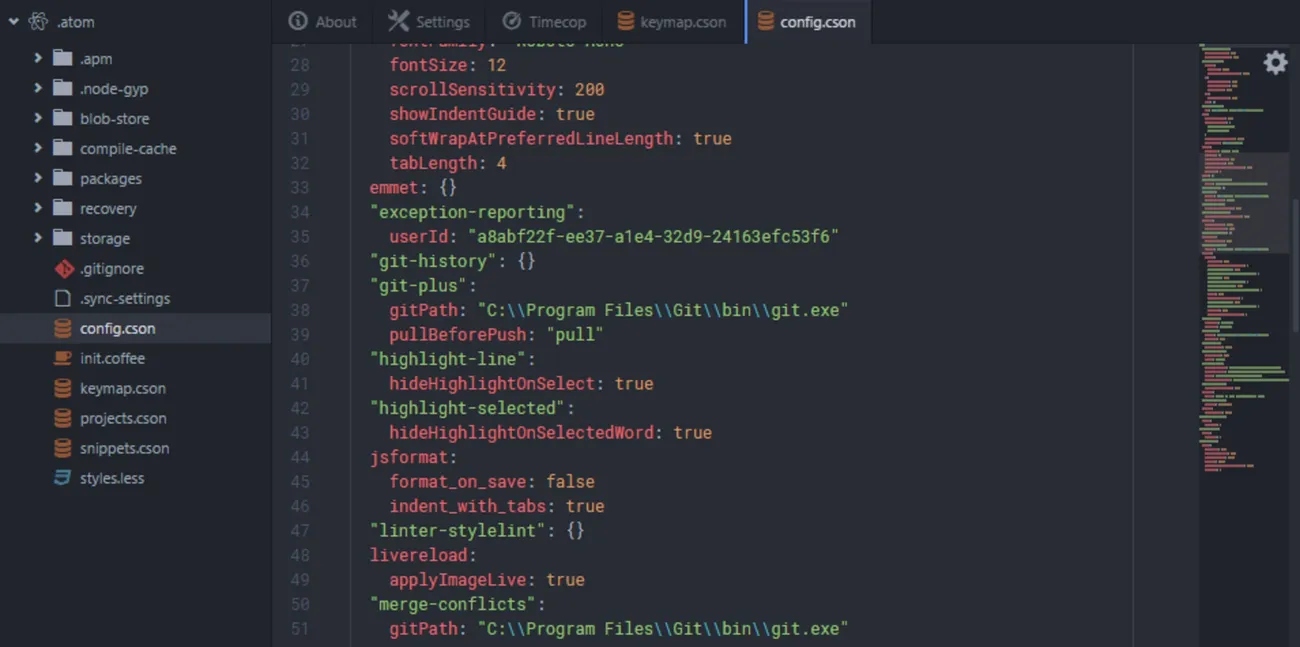 .atom
.apm
.node-gyp
blob-store
compile-cache
packages
recovery
storage
.gitignore
.sync-settings
config.cson
init.coffee
keymap.cson
projects.cson
snippets.cson
styles.less
About Settings Timecop keymap.cson config.cson
28 fontSize: 12
29 scrollSensitivity: 200
30 showIndentGuide: true
31 softWrapAtPreferredLineLength: true
32 tabLength: 4
33 emmet: {}
34 "exception-reporting":
35 userId: "a8abf22f-ee37-a1e4-32d9-24163efc53f6"
36 "git-history": {}
37 "git-plus":
38 gitPath: "C:\\Program Files\\Git\\bin\\git.exe"
39 pullBeforePush: "pull"
40 "highlight-line":
41 hideHighlightOnSelect: true
42 "highlight-selected":
43 hideHighlightOnSelectedWord: true
44 jsformat:
45 format_on_save: false
46 indent_with_tabs: true
47 "linter-stylelint": {}
48 livereload:
49 applyImageLive: true
50 "merge-conflicts":
51 gitPath: "C:\\Program Files\\Git\\bin\\git.exe"